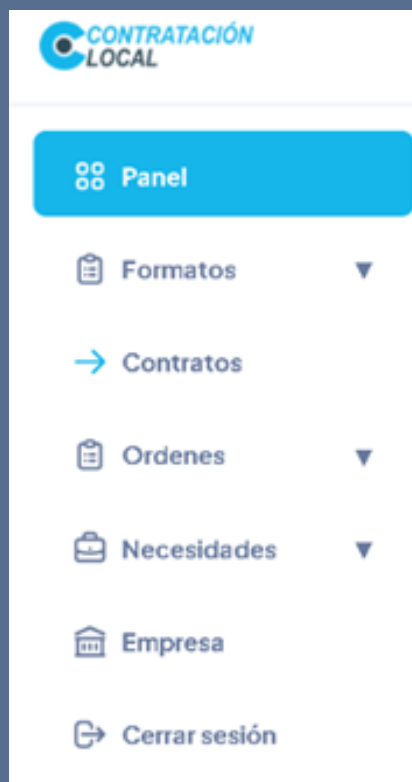 CONTRATACIÓN
LOCAL
Panel
Formatos
Contratos
Ordenes
Necesidades
Empresa
Cerrar sesión